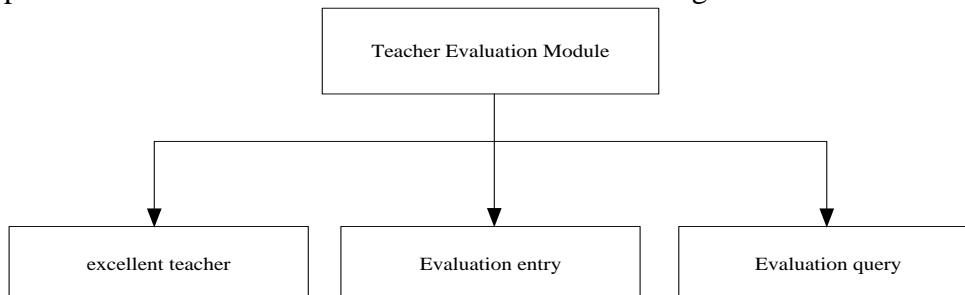 Teacher Evaluation Module
excellent teacher
Evaluation entry
Evaluation query